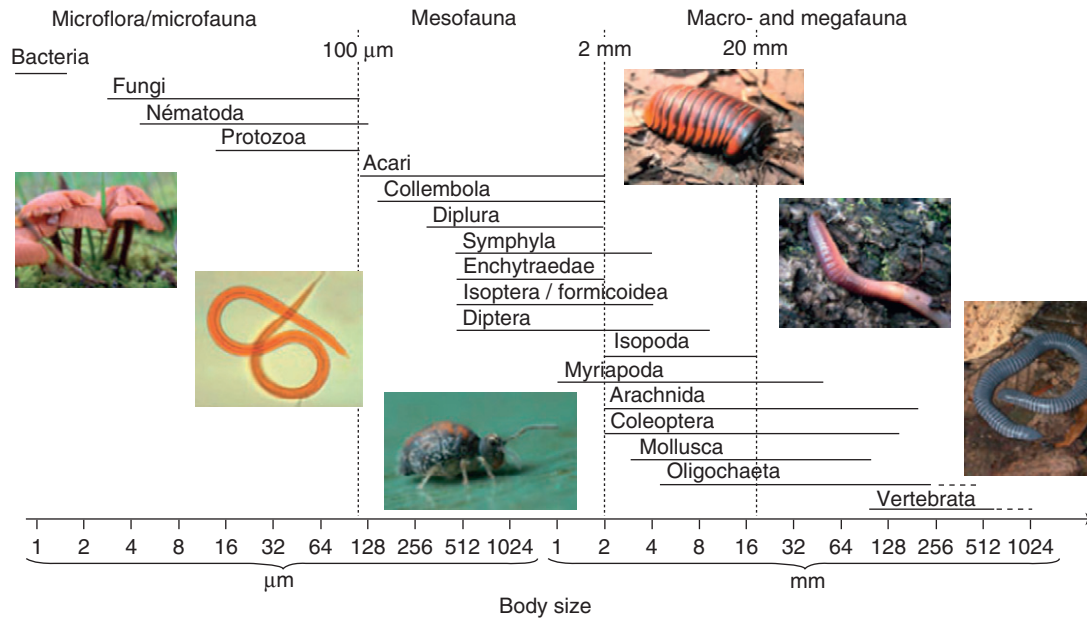 Microflora/microfauna Mesofauna Macro- and megafauna
100 μm 2 mm 20 mm
Bacteria
Fungi
Nématoda
Protozoa
Acari
Collembola
Diplura
Symphyla
Enchytraedae
Isoptera / formicoidea
Diptera
Isopoda
Myriapoda
Arachnida
Coleoptera
Mollusca
Oligochaeta
Vertebrata
1 2 4 8 16 32 64 128 256 512 1024 1 2 4 8 16 32 64 128 256 512 1024
μm mm
Body size